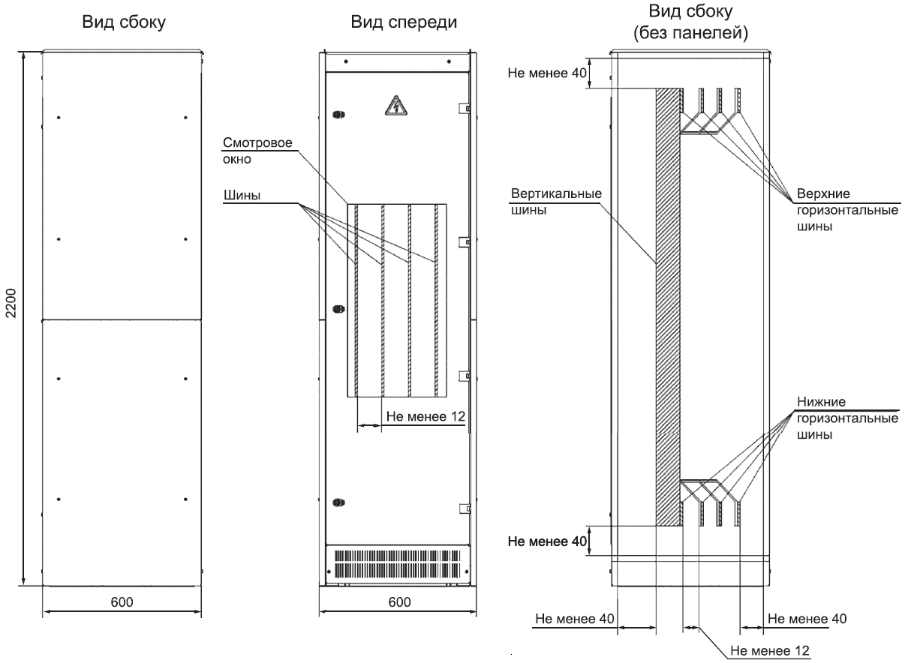 Вид сбоку
Вид спереди
Вид сбоку
(без панелей)
Не менее 40
Смотровое
окно
Шины
Вертикальные
шины
Верхние
горизонтальные
шины
2200
Не менее 12
Нижние
горизонтальные
шины
Не менее 40
600
600
Не менее 40
Не менее 40
Не менее 12